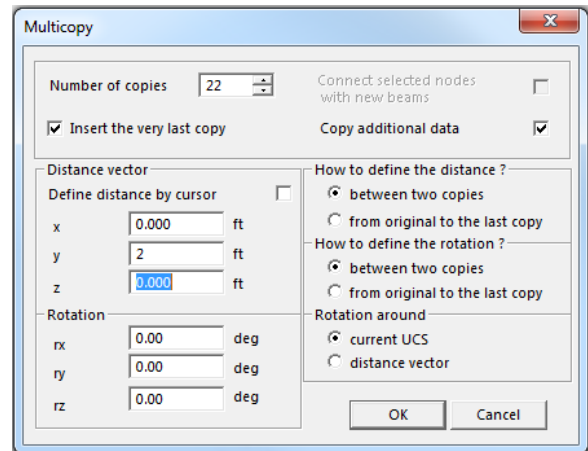 Multicopy
Number of copies 22
Connect selected nodes
with new beams
Insert the very last copy
Copy additional data
Distance vector
Define distance by cursor
x 0.000 ft
y 2 ft
z 0.000 ft
Rotation
rx 0.00 deg
ry 0.00 deg
rz 0.00 deg
How to define the distance ?
between two copies
from original to the last copy
How to define the rotation ?
between two copies
from original to the last copy
Rotation around
current UCS
distance vector
OK Cancel